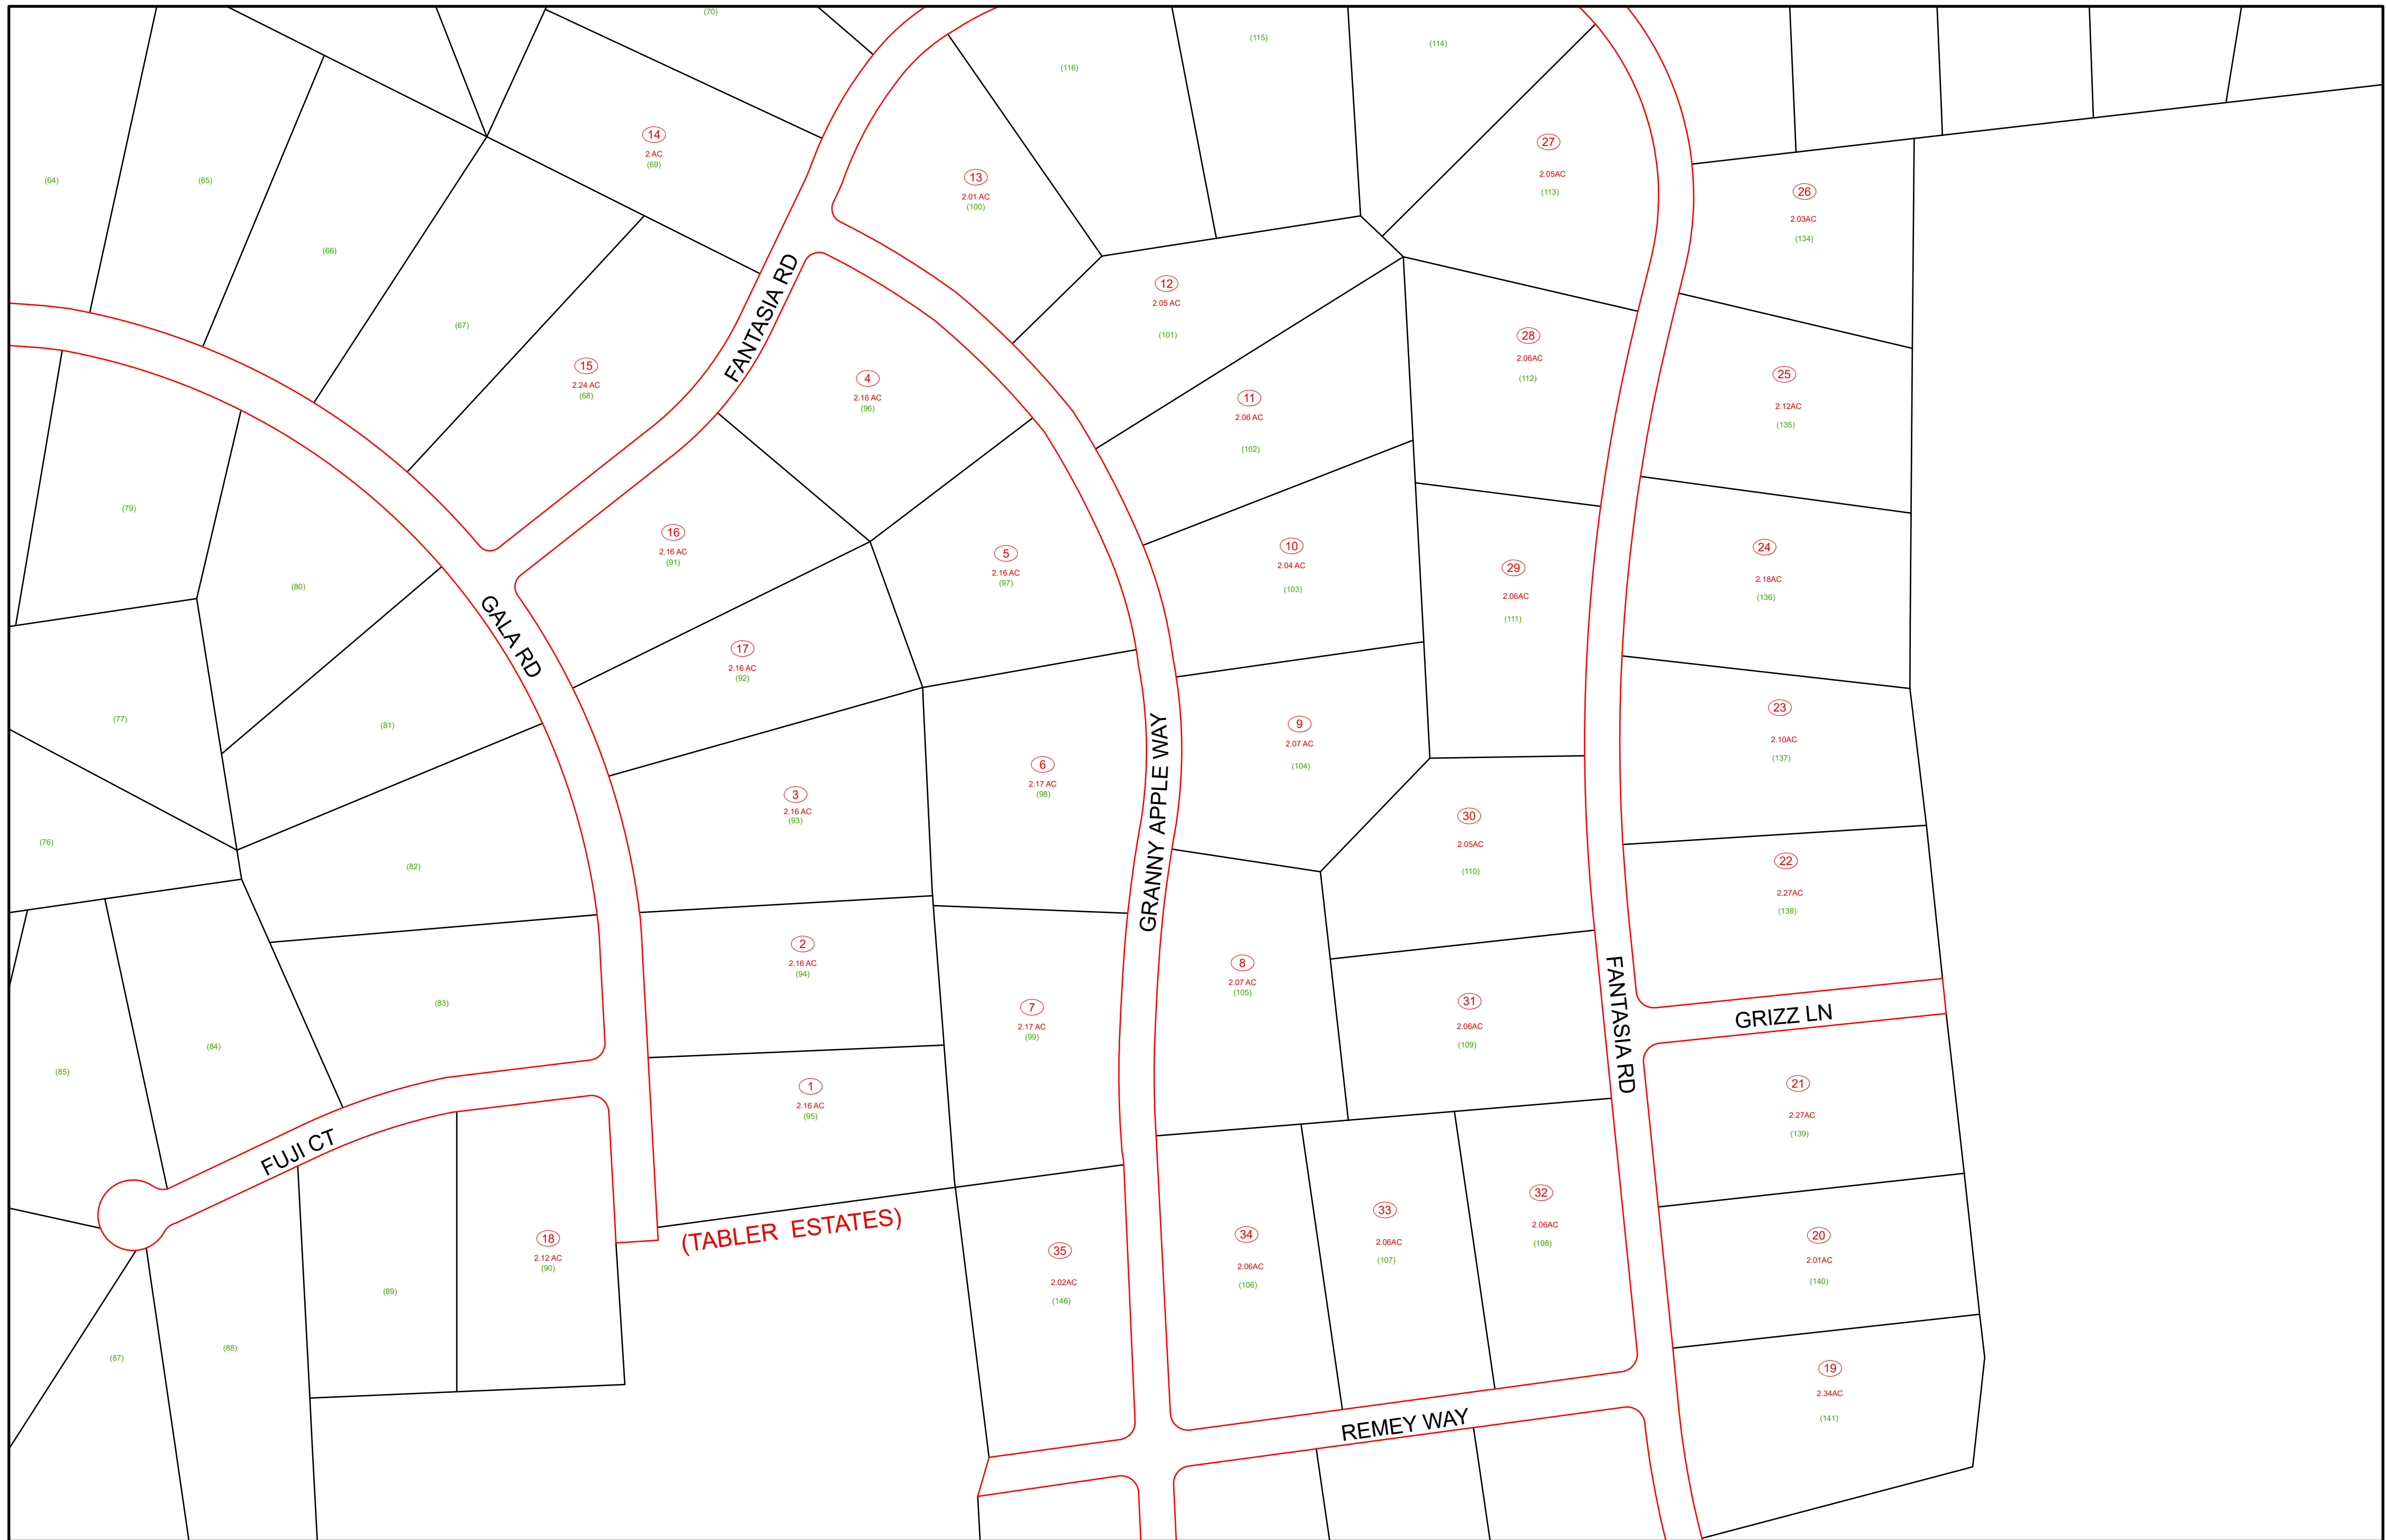 (70)
(115)
(114)
(116)
14
2 AC
(69)
27
2.05AC
(113)
(64)
(65)
13
2.01 AC
(100)
26
2.03AC
(134)
(66)
12
2.05 AC
(101)
FANTASIA RD
(67)
28
2.06AC
(112)
15
2.24 AC
(68)
4
2.16 AC
(96)
25
2.12AC
(135)
11
2.06 AC
(102)
(79)
16
2.16 AC
(91)
5
2.16 AC
(97)
10
2.04 AC
(103)
24
2.18AC
(136)
29
2.06AC
(111)
(80)
GALA RD
17
2.16 AC
(92)
(77)
(81)
9
2.07 AC
(104)
23
2.10AC
(137)
6
2.17 AC
(98)
3
2.16 AC
(93)
GRANNY APPLE WAY
30
2.05AC
(110)
(76)
(82)
22
2.27AC
(138)
2
2.16 AC
(94)
8
2.07 AC
(105)
(83)
7
2.17 AC
(99)
31
2.06AC
(109)
FANTASIA RD
GRIZZ LN
(84)
(85)
1
2.16 AC
(95)
21
2.27AC
(139)
FUJI CT
(TABLER ESTATES)
18
2.12 AC
(90)
35
2.02AC
(146)
34
2.06AC
(106)
33
2.06AC
(107)
32
2.06AC
(108)
20
2.01AC
(140)
(89)
(88)
(87)
19
2.34AC
(141)
REMEY WAY